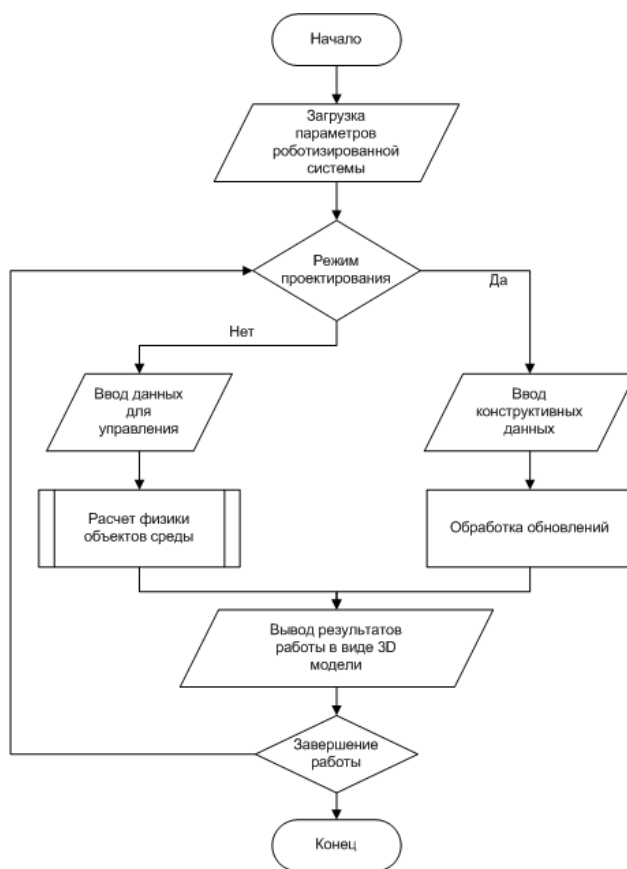 Начало
Загрузка
параметров
роботизированной
системы
Режим
проектирования
Да
Нет
Ввод данных
для
управления
Ввод
конструктивных
данных
Расчет физики
объектов среды
Обработка обновлений
Вывод результатов
работы в виде 3D
модели
Завершение
работы
Конец